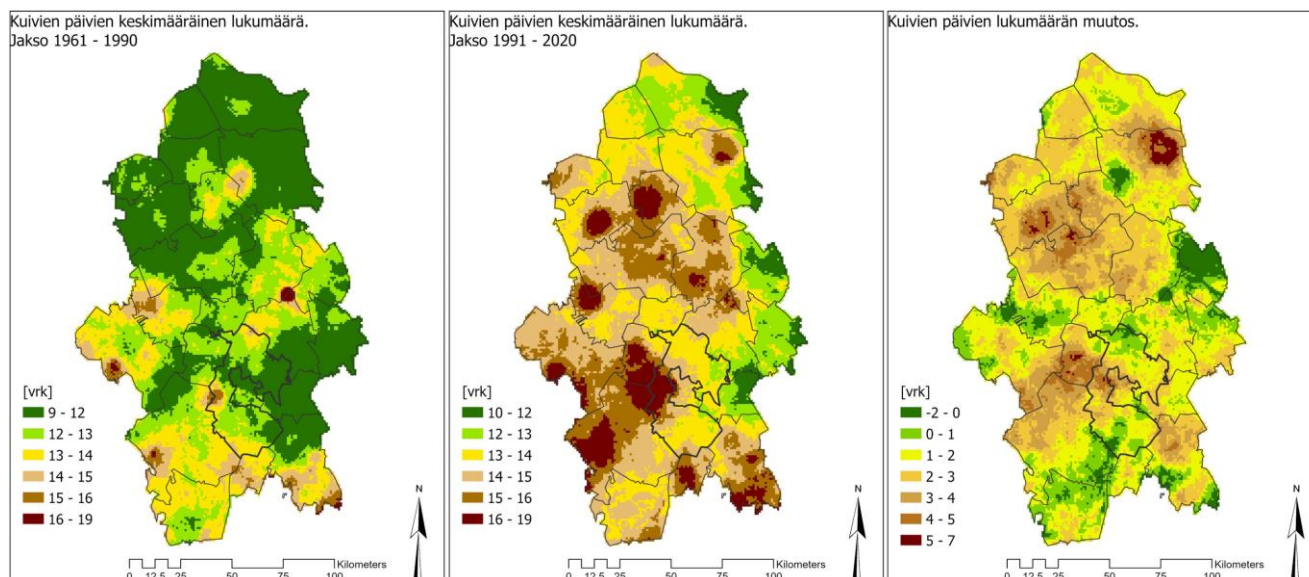 Kuivien päivien keskimääräinen lukumäärä.
Jakso 1961 - 1990
[vrk]
9 - 12
12 - 13
13 - 14
14 - 15
15 - 16
16 - 19
N
Kilometers
0 12.5 25 50 75 100
Kuivien päivien keskimääräinen lukumäärä.
Jakso 1991 - 2020
[vrk]
10 - 12
12 - 13
13 - 14
14 - 15
15 - 16
16 - 19
N
Kilometers
0 12.5 25 50 75 100
Kuivien päivien lukumäärän muutos.
[vrk]
-2 - 0
0 - 1
1 - 2
2 - 3
3 - 4
4 - 5
5 - 7
N
Kilometers
0 12.5 25 50 75 100